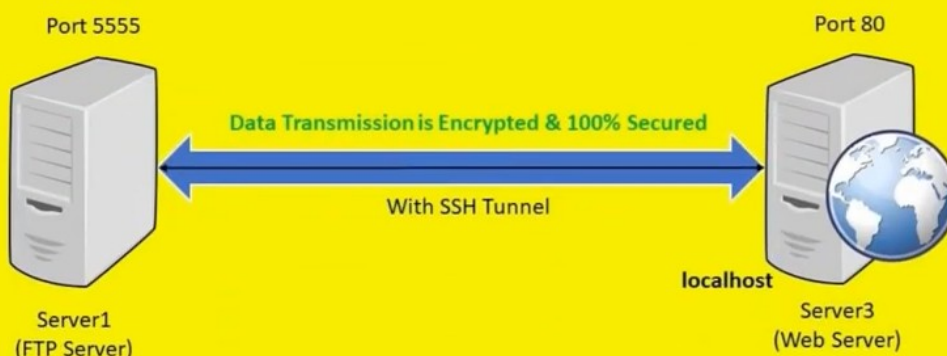 Port 5555
Port 80
Data Transmission is Encrypted & 100% Secured
With SSH Tunnel
localhost
Server1
(FTP Server)
Server3
(Web Server)